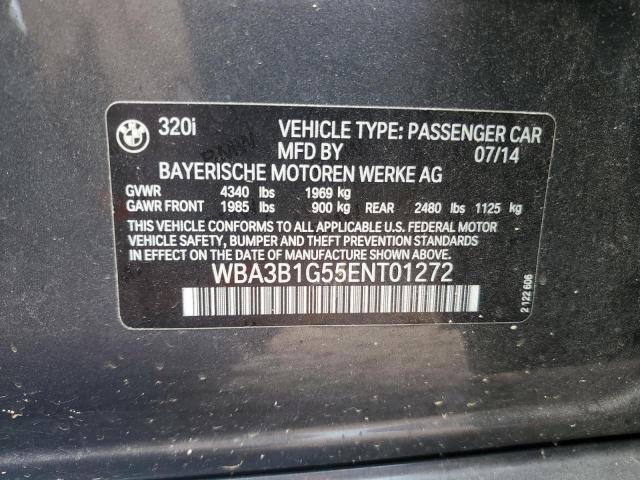 BMW 320i VEHICLE TYPE: PASSENGER CAR
MFD BY 07/14
BAYERISCHE MOTOREN WERKE AG
GVWR 4340 lbs 1969 kg
GAWR FRONT 1985 lbs 900 kg REAR 2480 lbs 1125 kg
THIS VEHICLE CONFORMS TO ALL APPLICABLE U.S. FEDERAL MOTOR
VEHICLE SAFETY, BUMPER AND THEFT PREVENTION STANDARDS
IN EFFECT ON THE DATE OF MANUFACTURE SHOWN ABOVE.
WBA3B1G55ENT01272
2 122 606